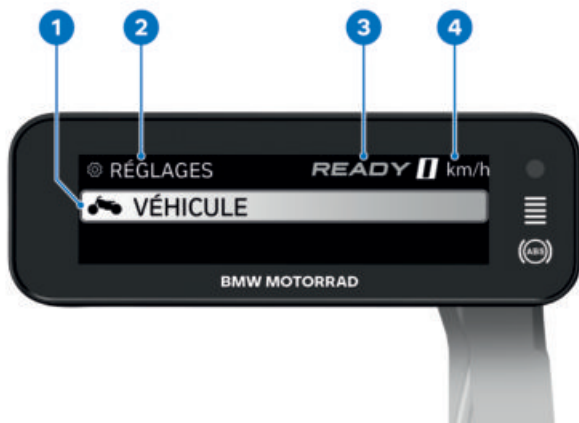 1 2 3 4
RÉGLAGES READY 0 km/h
VÉHICULE
ABS
BMW MOTORRAD